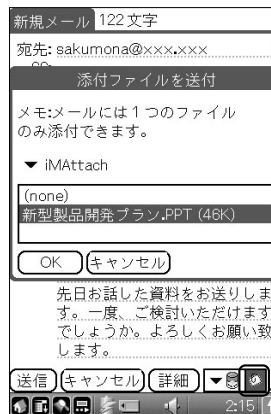 新規メール 122 文字
宛先: sakumona@×××.×××
添付ファイルを送付
メモ:メールには1つのファイル
のみ添付できます。
▼ iMAttach
(none)
新型製品開発プラン.PPT (46K)
OK キャンセル
先日お話した資料をお送りしま
す。一度、ご検討いただけます
でしょうか。よろしくお願い致
します。
送信 キャンセル 詳細
2:15